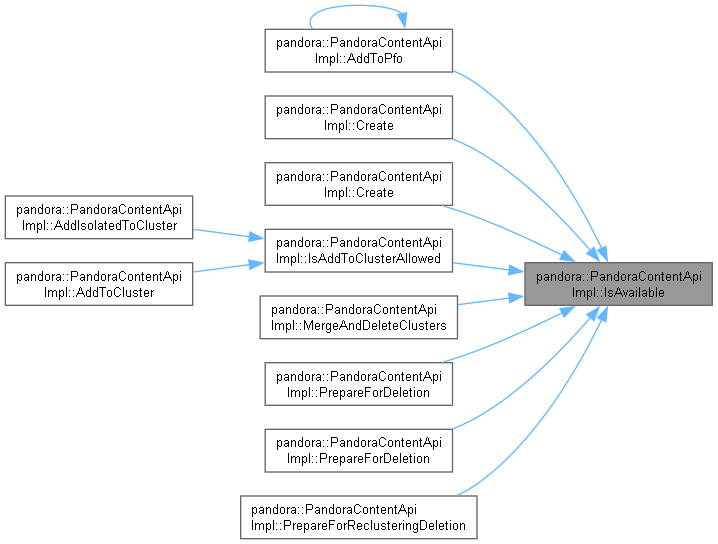 pandora::PandoraContentApi
Impl::AddToPfo
pandora::PandoraContentApi
Impl::Create
pandora::PandoraContentApi
Impl::Create
pandora::PandoraContentApi
Impl::AddIsolatedToCluster
pandora::PandoraContentApi
Impl::IsAddToClusterAllowed
pandora::PandoraContentApi
Impl::AddToCluster
pandora::PandoraContentApi
Impl::IsAvailable
pandora::PandoraContentApi
Impl::MergeAndDeleteClusters
pandora::PandoraContentApi
Impl::PrepareForDeletion
pandora::PandoraContentApi
Impl::PrepareForDeletion
pandora::PandoraContentApi
Impl::PrepareForReclusteringDeletion